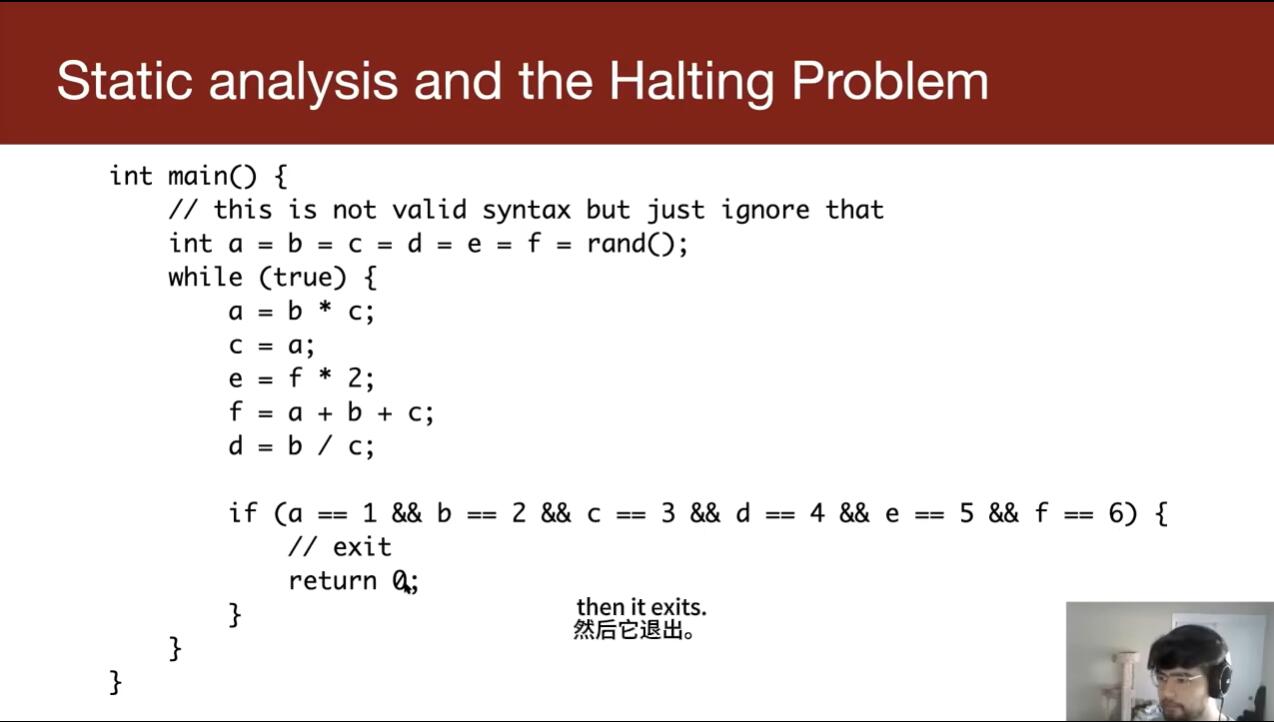 Static analysis and the Halting Problem
int main() {
// this is not valid syntax but just ignore that
int a = b = c = d = e = f = rand();
while (true) {
a = b * c;
c = a;
e = f * 2;
f = a + b + c;
d = b / c;
if (a == 1 && b == 2 && c == 3 && d == 4 && e == 5 && f == 6) {
// exit
return 0;
}
}
}
then it exits.
然后它退出。